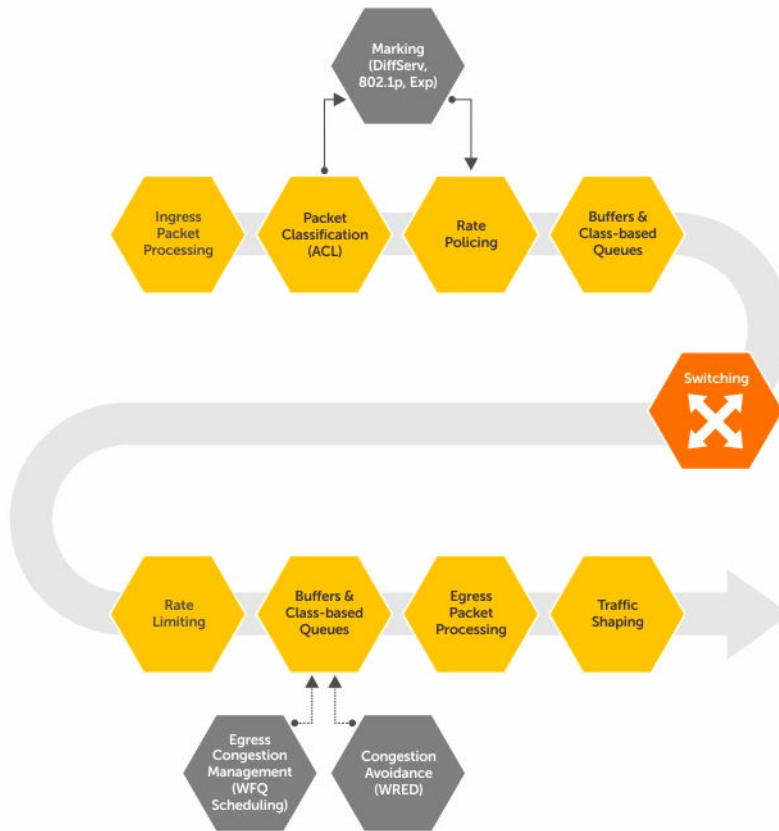 Marking
(DiffServ,
802.1p, Exp)
Ingress
Packet
Processing
Packet
Classification
(ACL)
Rate
Policing
Buffers &
Class-based
Queues
Switching
Rate
Limiting
Buffers &
Class-based
Queues
Egress
Packet
Processing
Traffic
Shaping
Egress
Congestion
Management
(WFQ
Scheduling)
Congestion
Avoidance
(WRED)